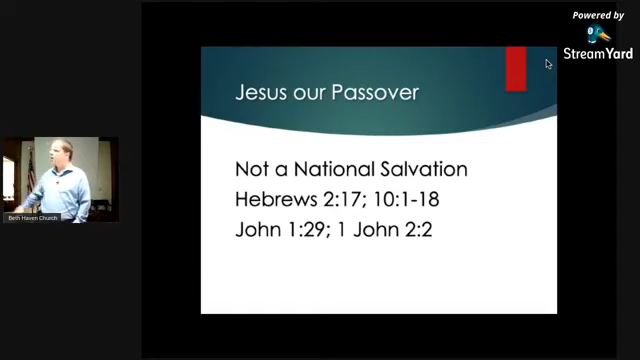 Powered by
StreamYard
Jesus our Passover
Not a National Salvation
Hebrews 2:17; 10:1-18
John 1:29; 1 John 2:2
Beth Haven Church